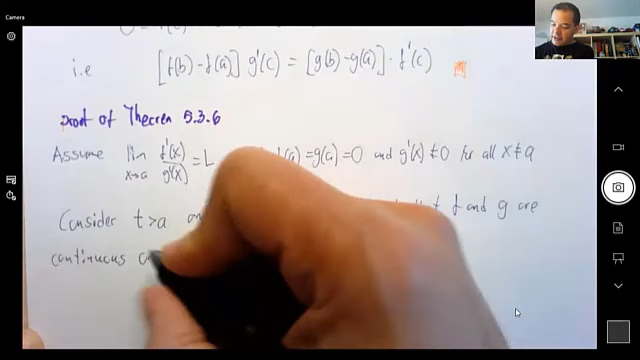 Camera
i.e [f(b) - f(a)] g'(c) = [g(b) - g(a)] · f'(c)
proof of Theorem 5.3.6
Assume lim x→a f'(x)/g'(x) = L f(a) = g(a) = 0 and g'(x) ≠ 0 for all x ≠ a
Consider t > a f and g are
continuous